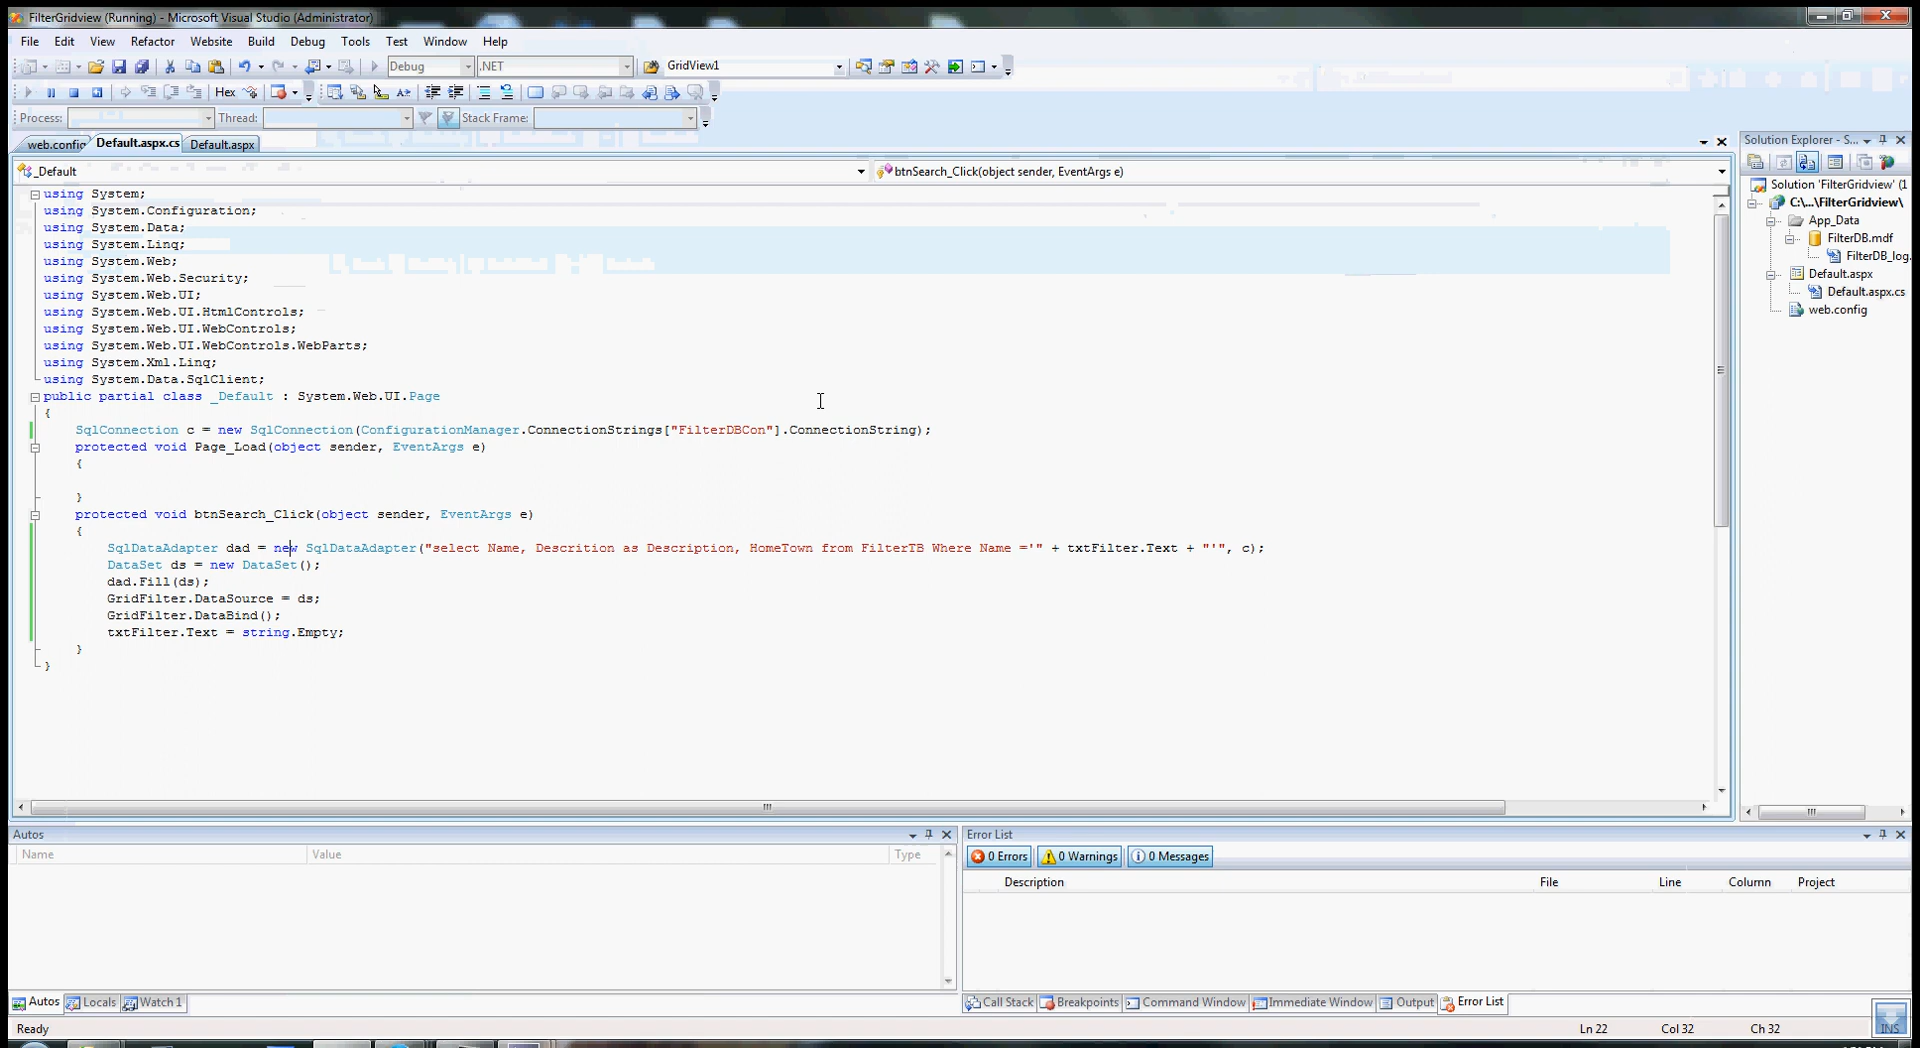 FilterGridview (Running) - Microsoft Visual Studio (Administrator)
File Edit View Refactor Website Build Debug Tools Test Window Help
Debug .NET GridView1
Hex
Process: Thread: Stack Frame:
web.config Default.aspx.cs Default.aspx
_Default btnSearch_Click(object sender, EventArgs e)
using System;
using System.Configuration;
using System.Data;
using System.Linq;
using System.Web;
using System.Web.Security;
using System.Web.UI;
using System.Web.UI.HtmlControls;
using System.Web.UI.WebControls;
using System.Web.UI.WebControls.WebParts;
using System.Xml.Linq;
using System.Data.SqlClient;
public partial class _Default : System.Web.UI.Page
{
SqlConnection c = new SqlConnection(ConfigurationManager.ConnectionStrings["FilterDBCon"].ConnectionString);
protected void Page_Load(object sender, EventArgs e)
{
}
protected void btnSearch_Click(object sender, EventArgs e)
{
SqlDataAdapter dad = new SqlDataAdapter("select Name, Descrition as Description, HomeTown from FilterTB Where Name ='" + txtFilter.Text + "'", c);
DataSet ds = new DataSet();
dad.Fill(ds);
GridFilter.DataSource = ds;
GridFilter.DataBind();
txtFilter.Text = string.Empty;
}
}
Solution Explorer - S...
Solution 'FilterGridview' (1
C:\...\FilterGridview\
App_Data
FilterDB.mdf
FilterDB_log.
Default.aspx
Default.aspx.cs
web.config
Autos
Name Value Type
Autos Locals Watch 1
Error List
0 Errors 0 Warnings 0 Messages
Description File Line Column Project
Call Stack Breakpoints Command Window Immediate Window Output Error List
Ready Ln 22 Col 32 Ch 32 INS